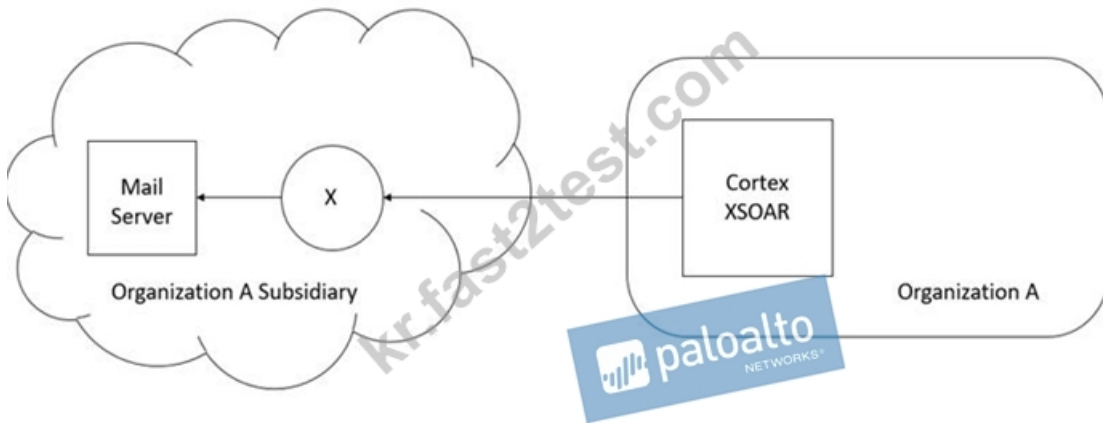 Mail
Server
X
Cortex
XSOAR
Organization A Subsidiary
Organization A
kr.fast2test.com
paloalto
NETWORKS®